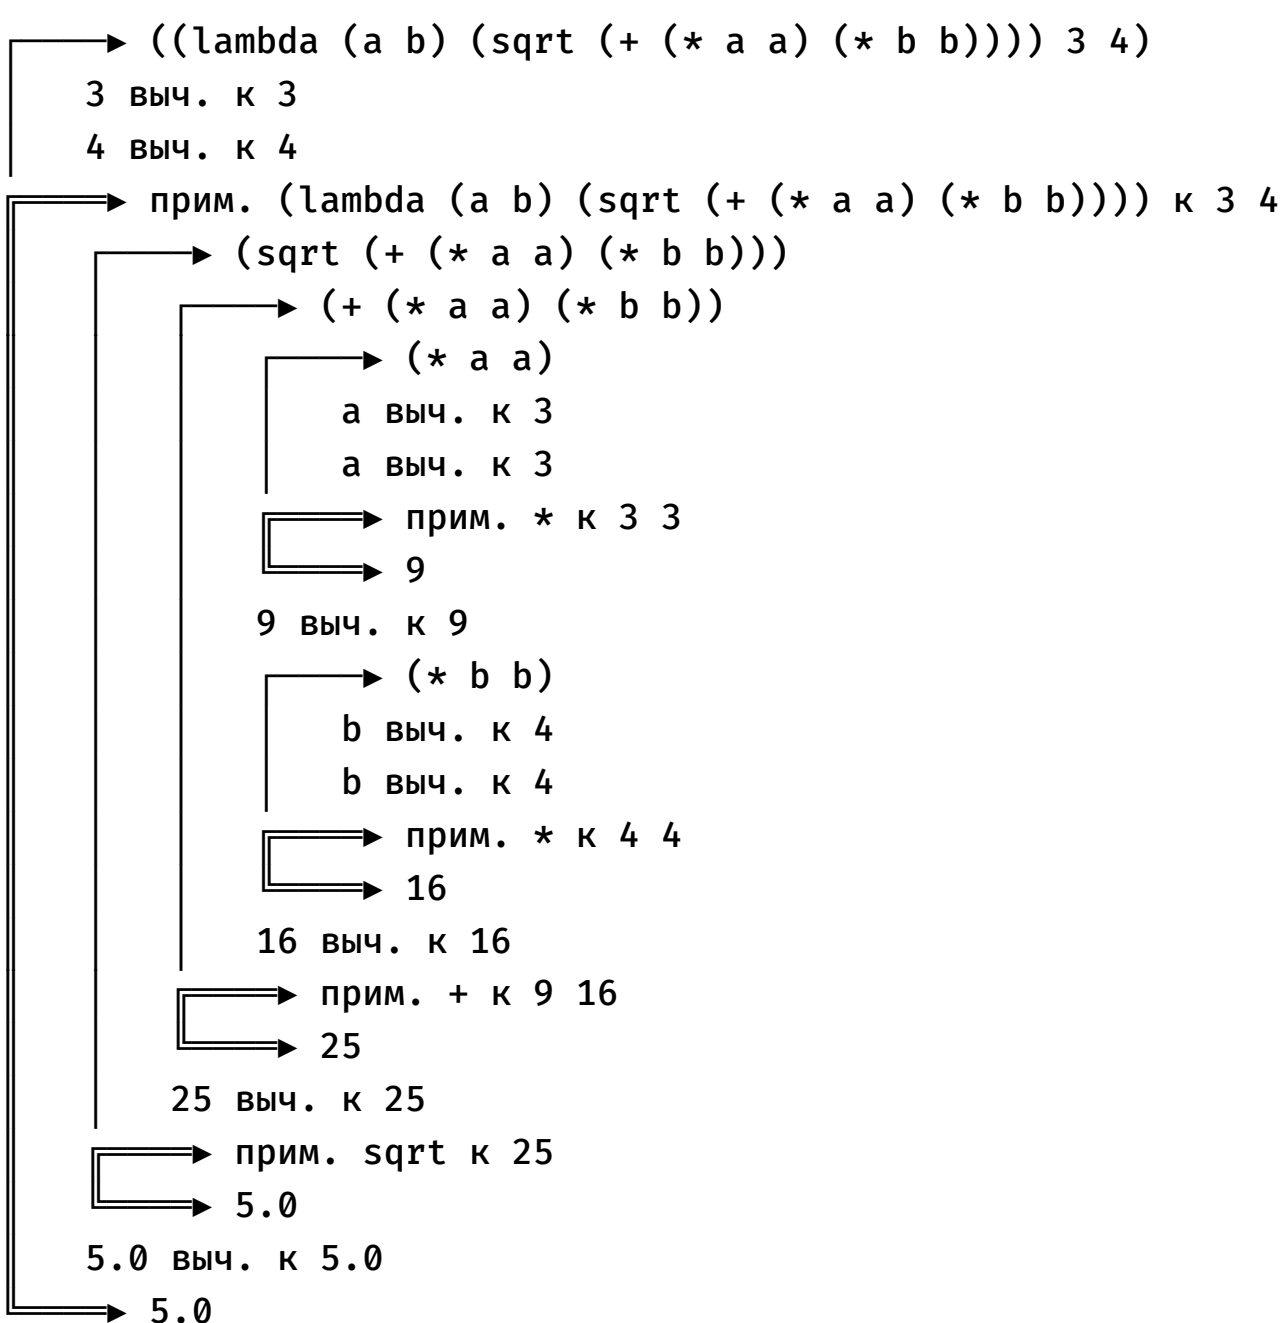 ((lambda (a b) (sqrt (+ (* a a) (* b b)))) 3 4)
3 выч. к 3
4 выч. к 4
прим. (lambda (a b) (sqrt (+ (* a a) (* b b)))) к 3 4
(sqrt (+ (* a a) (* b b)))
(+ (* a a) (* b b))
(* a a)
a выч. к 3
a выч. к 3
прим. * к 3 3
9
9 выч. к 9
(* b b)
b выч. к 4
b выч. к 4
прим. * к 4 4
16
16 выч. к 16
прим. + к 9 16
25
25 выч. к 25
прим. sqrt к 25
5.0
5.0 выч. к 5.0
5.0